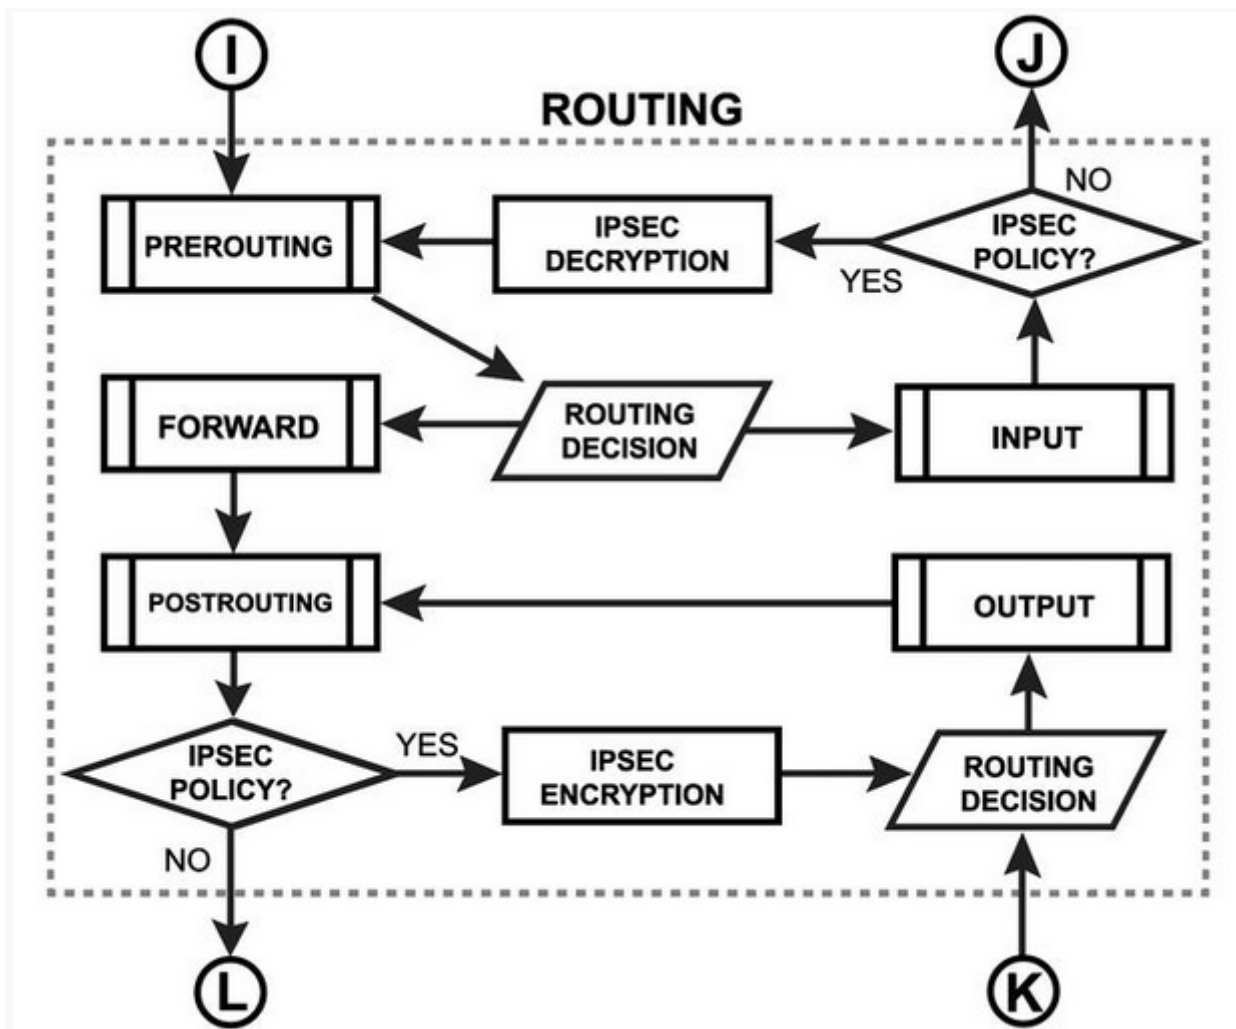 I
J
ROUTING
NO
PREROUTING
IPSEC
DECRYPTION
IPSEC
POLICY?
YES
FORWARD
ROUTING
DECISION
INPUT
POSTROUTING
OUTPUT
IPSEC
POLICY?
YES
IPSEC
ENCRYPTION
ROUTING
DECISION
NO
L
K